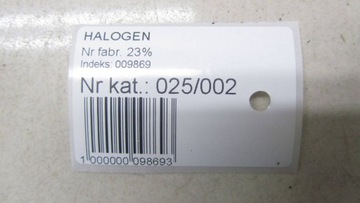 HALOGEN
Nr fabr. 23%
Indeks: 009869
Nr kat.: 025/002
1 000000 098693